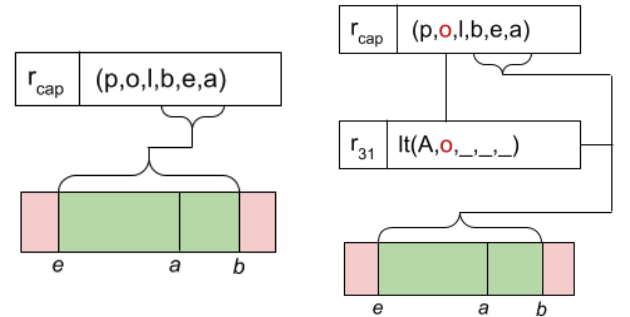 r_cap (p,o,l,b,e,a)
e a b
r_cap (p,o,l,b,e,a)
r_31 lt(A,o,_,_,_)
e a b